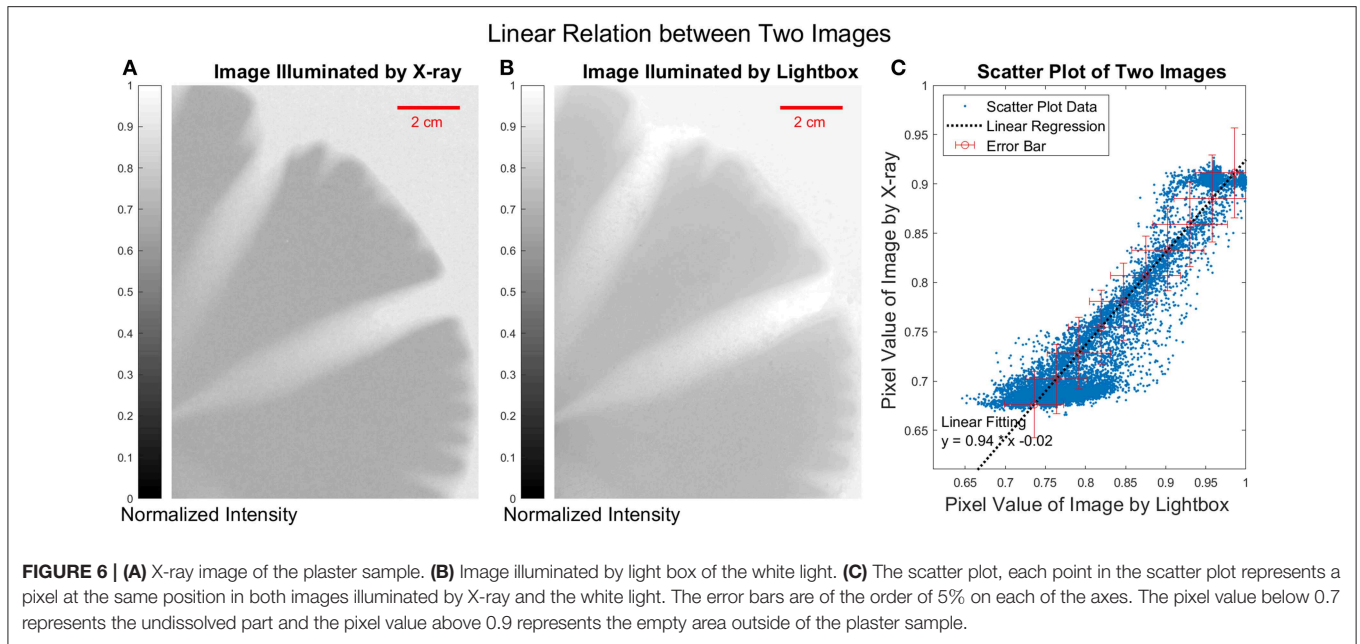 Linear Relation between Two Images
A
Image Illuminated by X-ray
1
0.9
0.8
0.7
0.6
0.5
0.4
0.3
0.2
0.1
0
2 cm
Normalized Intensity
B
Image Illuminated by Lightbox
1
0.9
0.8
0.7
0.6
0.5
0.4
0.3
0.2
0.1
0
2 cm
Normalized Intensity
C
Scatter Plot of Two Images
Scatter Plot Data
Linear Regression
Error Bar
Pixel Value of Image by X-ray
1
0.95
0.9
0.85
0.8
0.75
0.7
0.65
Linear Fitting
y = 0.94 * x -0.02
0.65 0.7 0.75 0.8 0.85 0.9 0.95 1
Pixel Value of Image by Lightbox
FIGURE 6 | (A) X-ray image of the plaster sample. (B) Image illuminated by light box of the white light. (C) The scatter plot, each point in the scatter plot represents a
pixel at the same position in both images illuminated by X-ray and the white light. The error bars are of the order of 5% on each of the axes. The pixel value below 0.7
represents the undissolved part and the pixel value above 0.9 represents the empty area outside of the plaster sample.